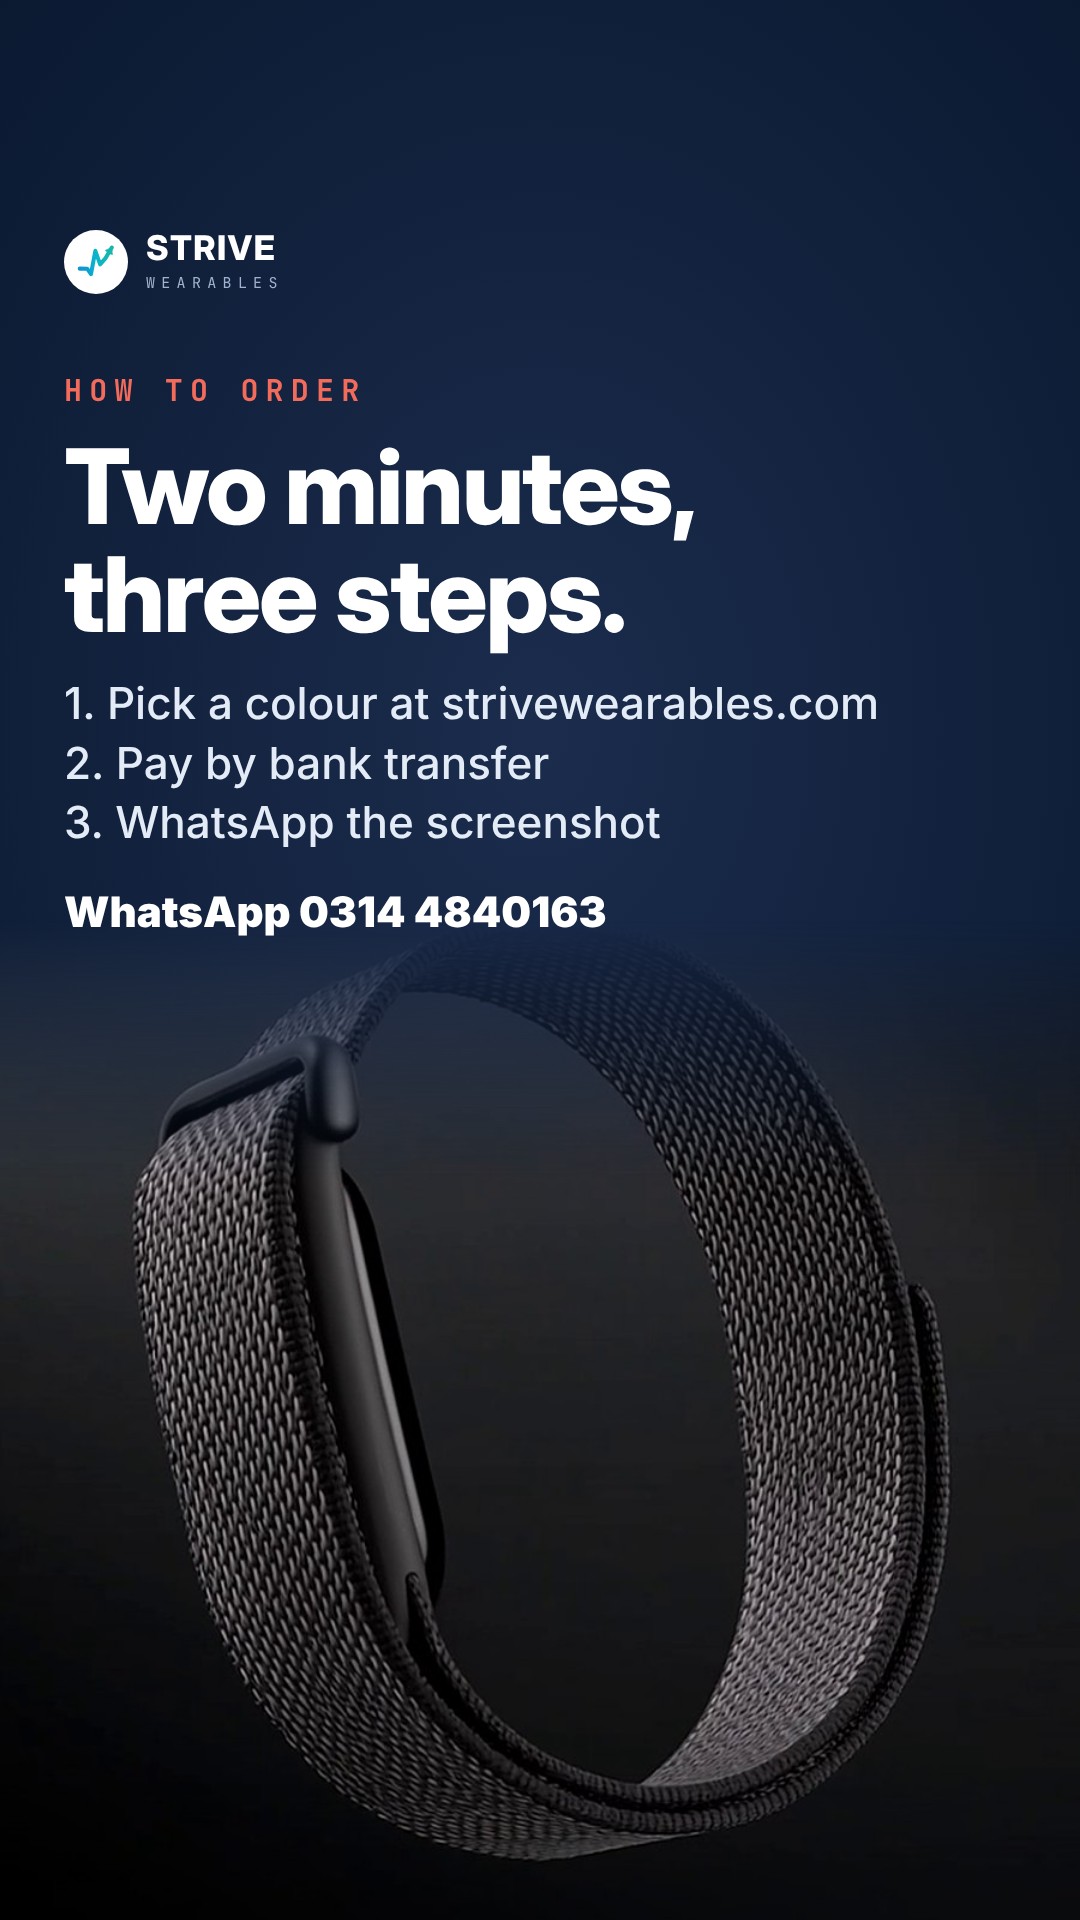 STRIVE
WEARABLES
HOW TO ORDER
Two minutes,
three steps.
1. Pick a colour at strivewearables.com
2. Pay by bank transfer
3. WhatsApp the screenshot
WhatsApp 0314 4840163